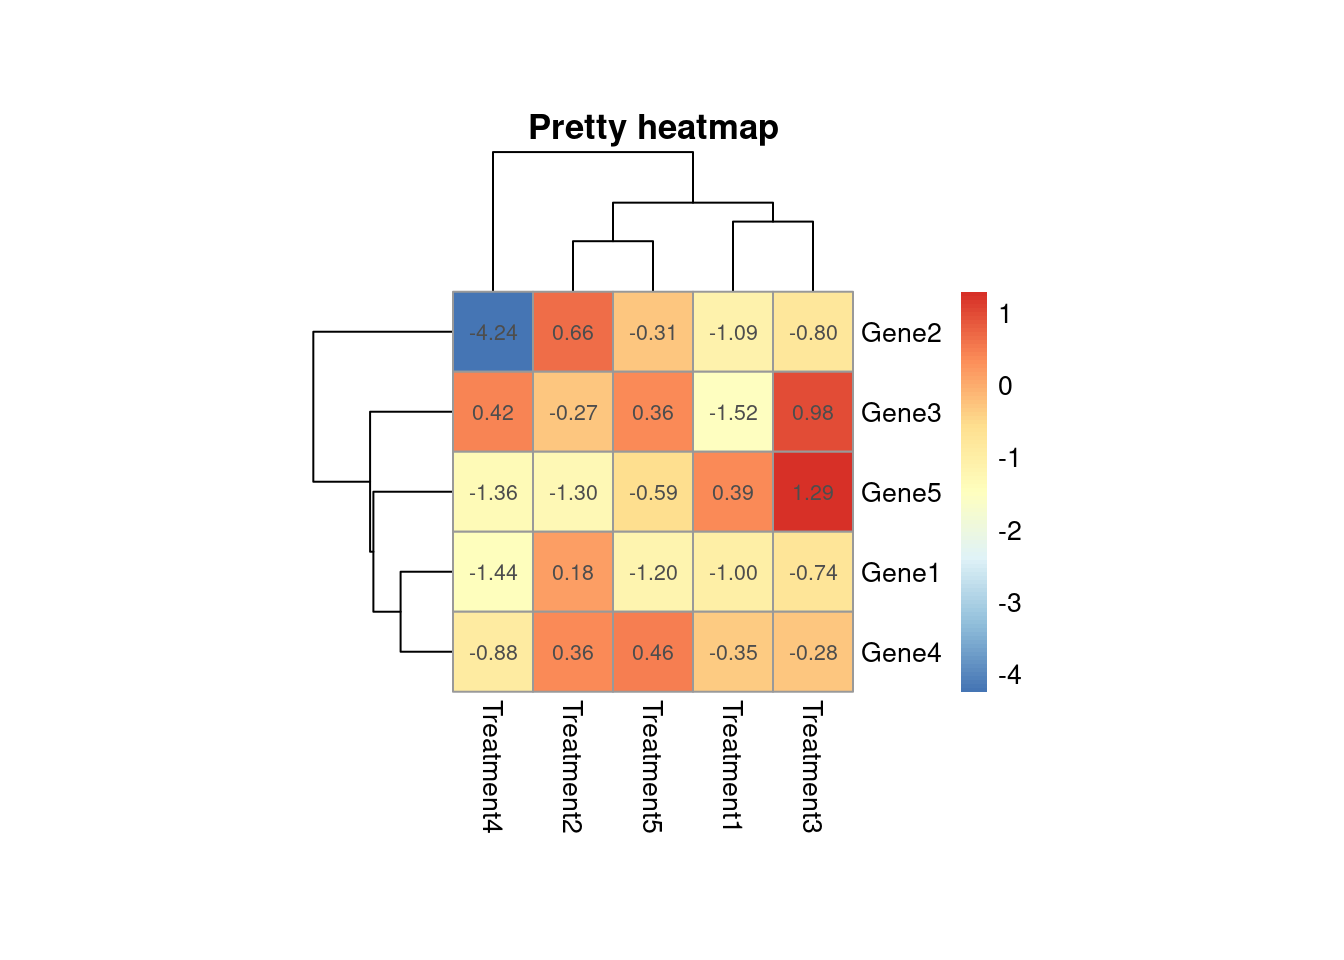 Pretty heatmap
-4.24 0.66 -0.31 -1.09 -0.80 Gene2
0.42 -0.27 0.36 -1.52 0.98 Gene3
-1.36 -1.30 -0.59 0.39 1.29 Gene5
-1.44 0.18 -1.20 -1.00 -0.74 Gene1
-0.88 0.36 0.46 -0.35 -0.28 Gene4
Treatment4
Treatment2
Treatment5
Treatment1
Treatment3
1
0
-1
-2
-3
-4